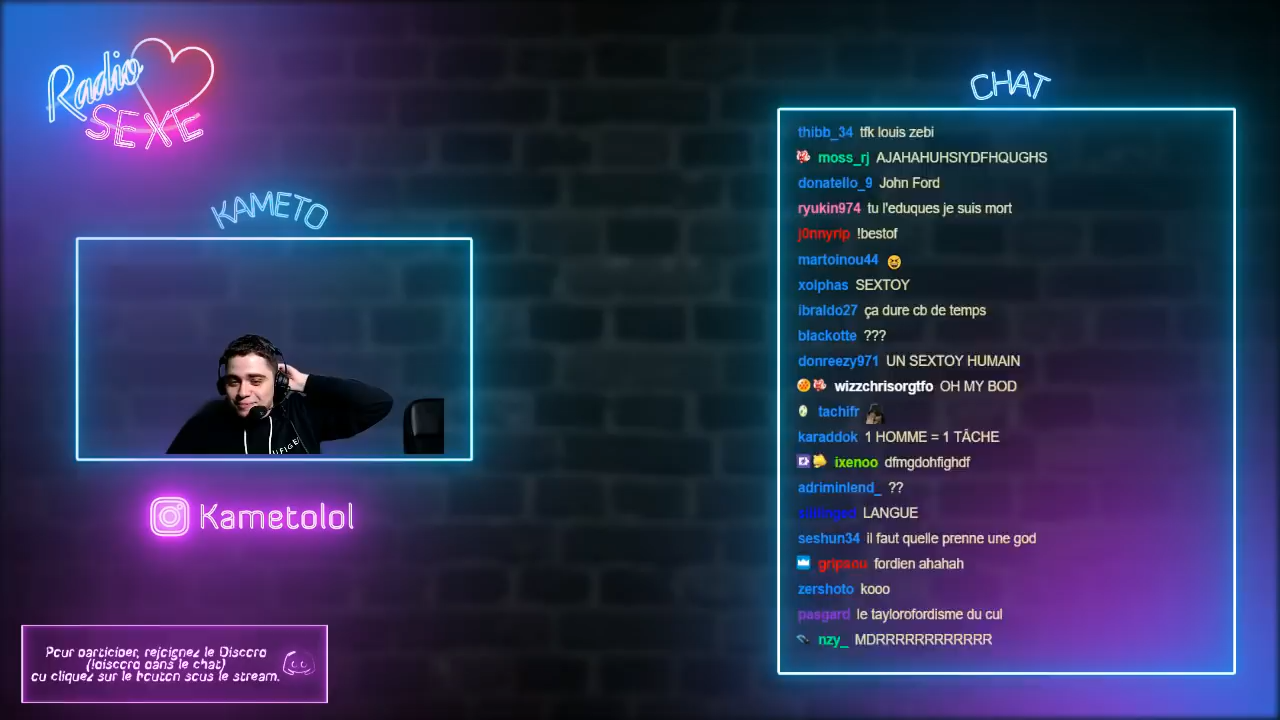 Radio
SEXE
KAMETO
UFIGE
Kametolol
Pour participer, rejoignez le Discord
(!discord dans le chat)
ou cliquez sur le bouton sous le stream.
CHAT
thibb_34 tfk louis zebi
moss_rj AJAHAHUHSIYDFHQUGHS
donatello_9 John Ford
ryukin974 tu l'eduques je suis mort
j0nnyrip !bestof
martoinou44
xolphas SEXTOY
ibraldo27 ça dure cb de temps
blackotte ???
donreezy971 UN SEXTOY HUMAIN
wizzchrisorgtfo OH MY BOD
tachifr
karaddok 1 HOMME = 1 TÂCHE
ixenoo dfmgdohfighdf
adriminlend_ ??
LANGUE
seshun34 il faut quelle prenne une god
gripsou fordien ahahah
zershoto kooo
pasgard le taylorofordisme du cul
nzy_ MDRRRRRRRRRRRR